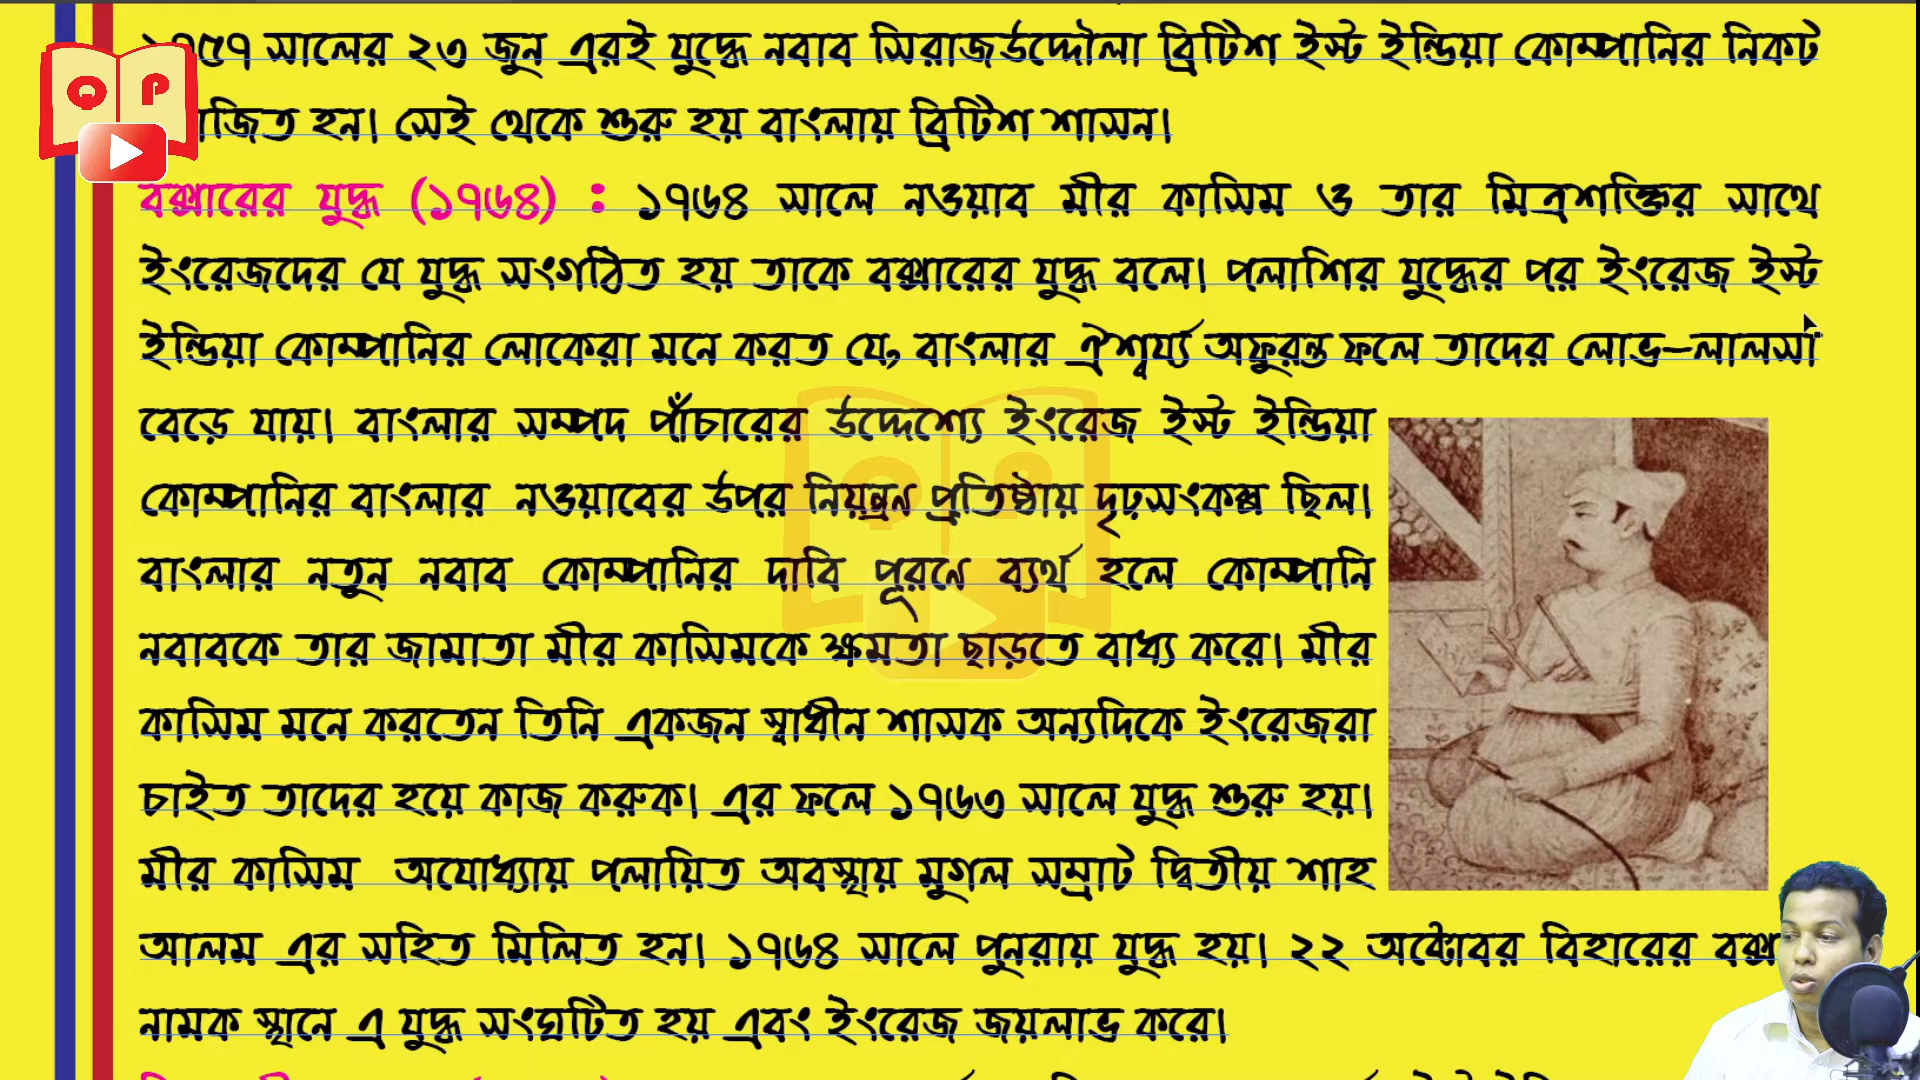 ১৭৫৭ সালের ২৩ জুন এরই যুদ্ধে নবাব সিরাজউদ্দৌলা ব্রিটিশ ইস্ট ইন্ডিয়া কোম্পানির নিকট
হন। সেই থেকে শুরু হয় বাংলায় ব্রিটিশ শাসন।
বক্সারের যুদ্ধ (১৭৬৪) : ১৭৬৪ সালে নওয়াব মীর কাসিম ও তার মিত্রশক্তির সাথে
ইংরেজদের যে যুদ্ধ সংগঠিত হয় তাকে বক্সারের যুদ্ধ বলে। পলাশির যুদ্ধের পর ইংরেজ ইস্ট
ইন্ডিয়া কোম্পানির লোকেরা মনে করত যে, বাংলার ঐশ্বর্য্য অফুরন্ত ফলে তাদের লোভ-লালসা
বেড়ে যায়। বাংলার সম্পদ পাঁচারের উদ্দেশ্যে ইংরেজ ইস্ট ইন্ডিয়া
কোম্পানির বাংলার নওয়াবের উপর নিয়ন্ত্রন প্রতিষ্ঠায় দৃঢ়সংকল্প ছিল।
বাংলার নতুন নবাব কোম্পানির দাবি পূরণে ব্যর্থ হলে কোম্পানি
নবাবকে তার জামাতা মীর কাসিমকে ক্ষমতা ছাড়তে বাধ্য করে। মীর
কাসিম মনে করতেন তিনি একজন স্বাধীন শাসক অন্যদিকে ইংরেজরা
চাইত তাদের হয়ে কাজ করুক। এর ফলে ১৭৬৩ সালে যুদ্ধ শুরু হয়।
মীর কাসিম অযোধ্যায় পলায়িত অবস্থায় মুগল সম্রাট দ্বিতীয় শাহ
আলম এর সহিত মিলিত হন। ১৭৬৪ সালে পুনরায় যুদ্ধ হয়। ২২ অক্টোবর বিহারের
নামক স্থানে এ যুদ্ধ সংঘটিত হয় এবং ইংরেজ জয়লাভ করে।
QP